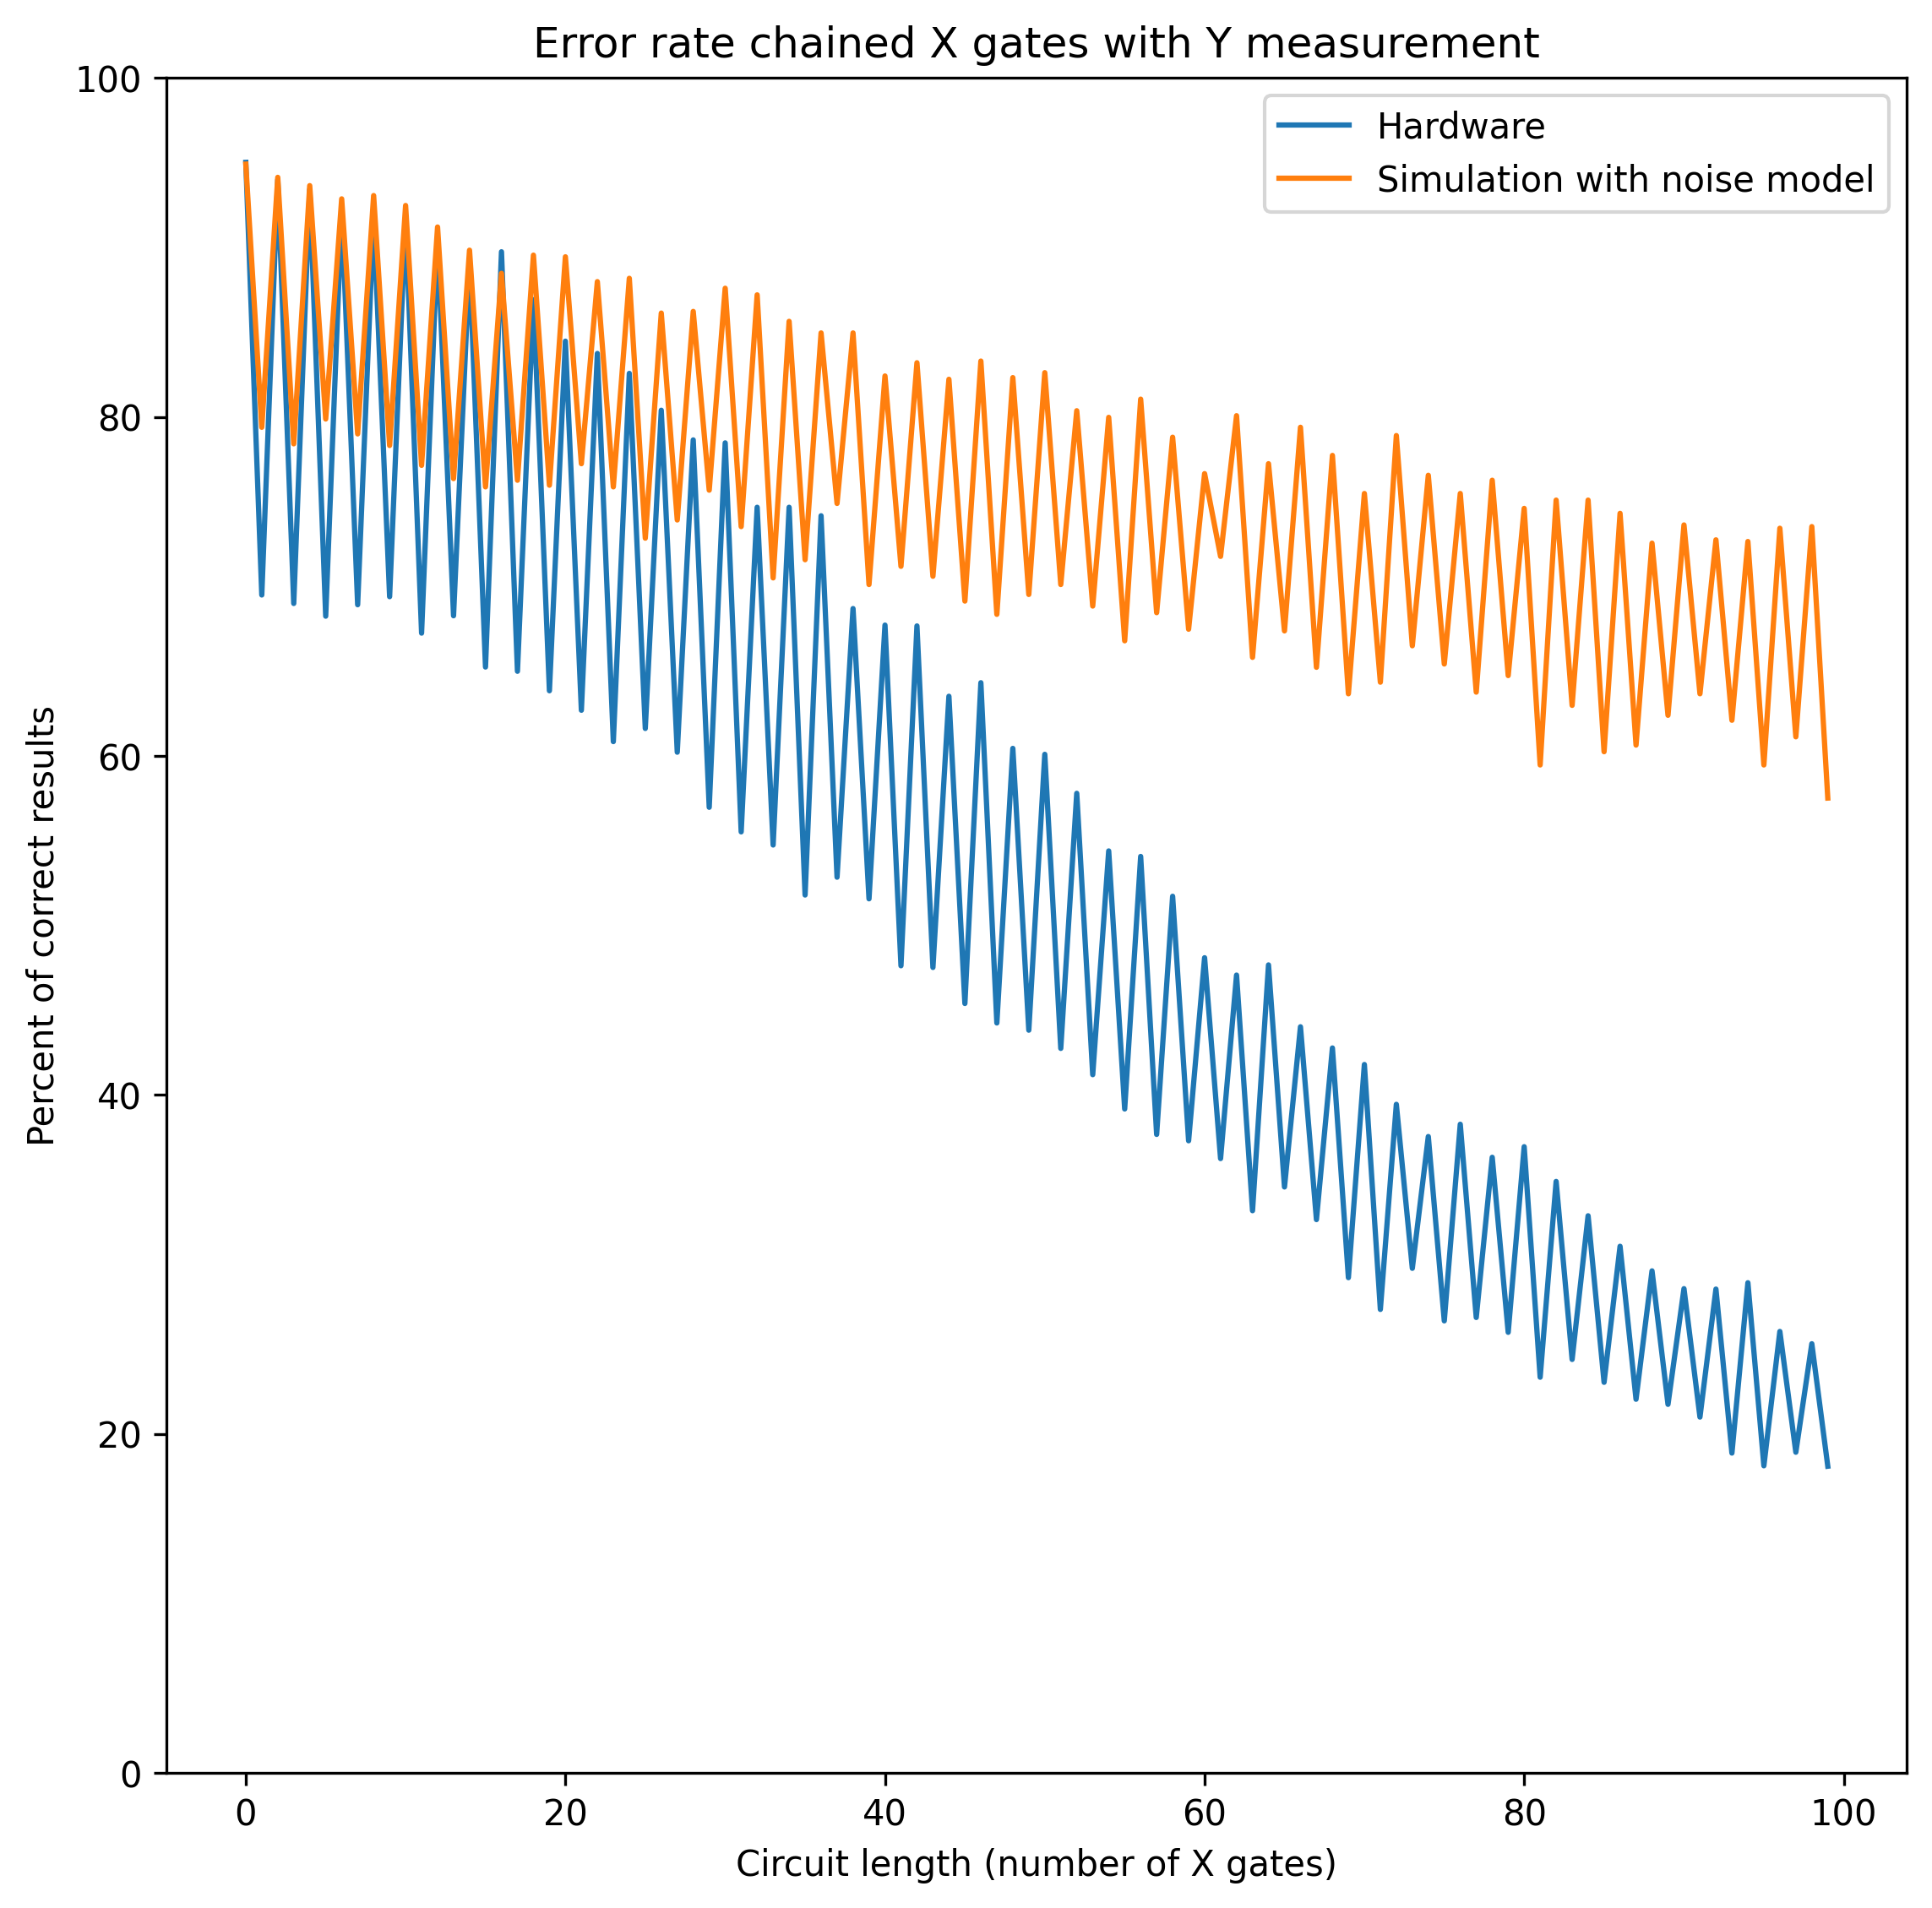 Error rate chained X gates with Y measurement
100
80
60
40
20
0
Percent of correct results
Hardware
Simulation with noise model
0
20
40
60
80
100
Circuit length (number of X gates)